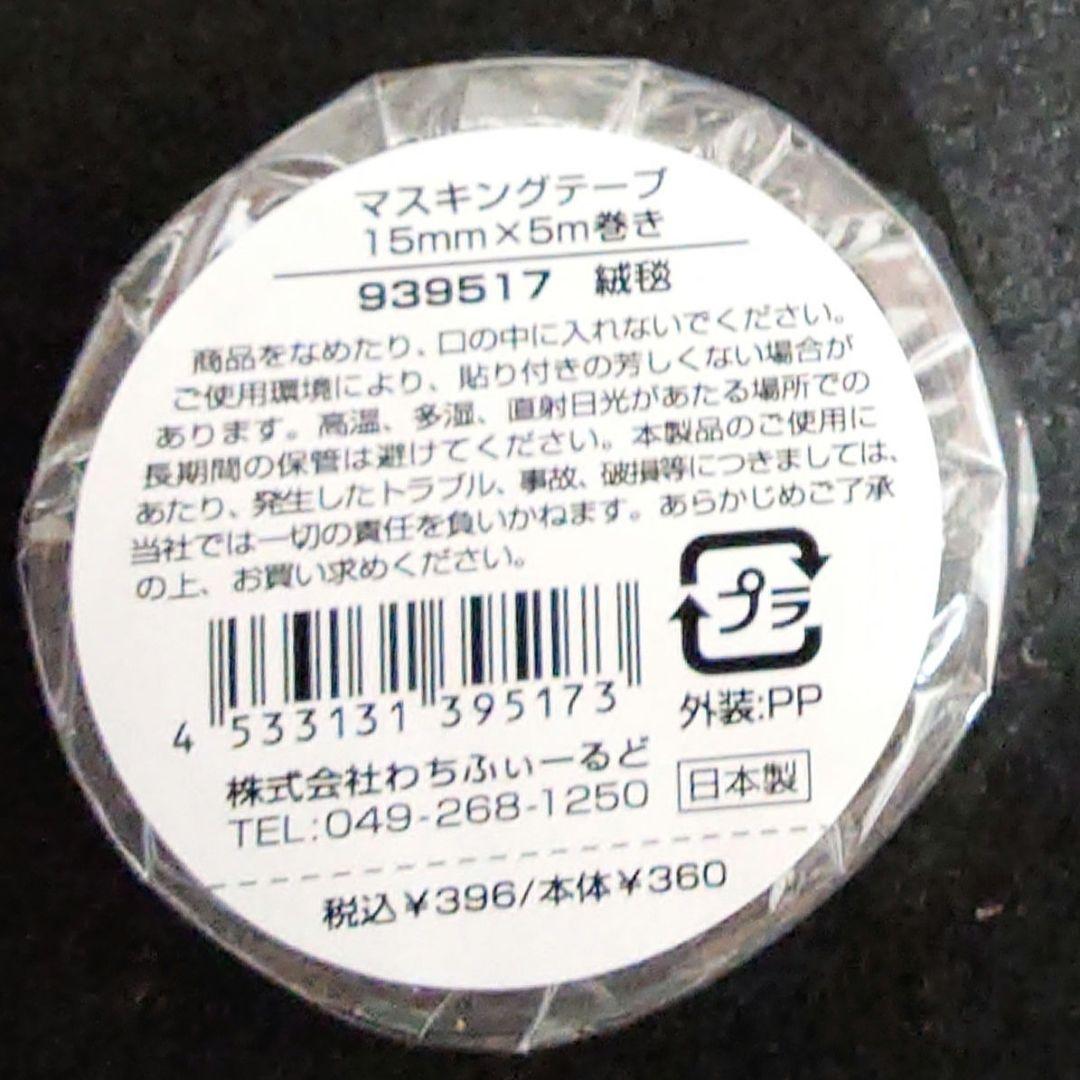 マスキングテープ
15mm×5m巻き
939517 絨毯
商品をなめたり、口の中に入れないでください。
ご使用環境により、貼り付きの芳しくない場合が
あります。高温、多湿、直射日光があたる場所での
長期間の保管は避けてください。本製品のご使用に
あたり、発生したトラブル、事故、破損等につきましては、
当社では一切の責任を負いかねます。あらかじめご了承
の上、お買い求めください。
プラ
外装:PP
4 533131 395173
株式会社わちふぃーるど
TEL:049-268-1250
日本製
税込¥396/本体¥360